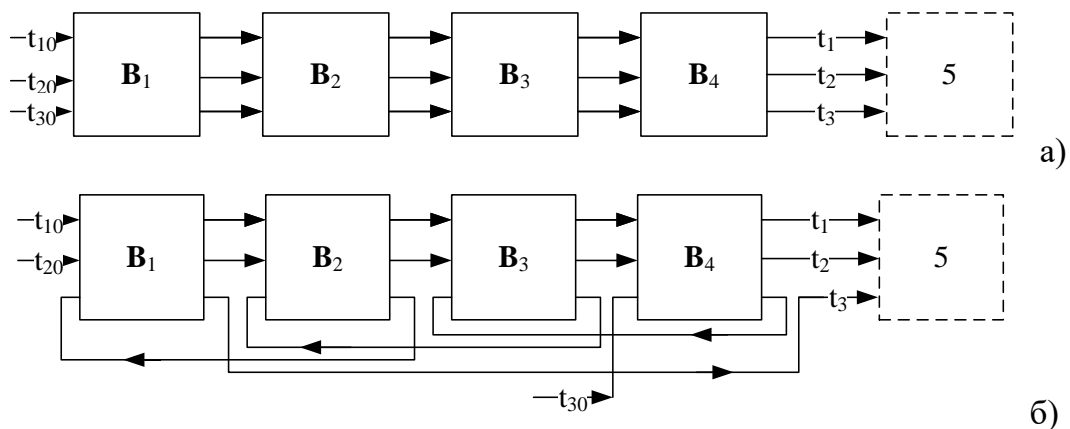 –t₁₀ t₁
B₁ B₂ B₃ B₄ –t₂₀ t₂ 5
–t₃₀ t₃
а)
–t₁₀ t₁
B₁ B₂ B₃ B₄ –t₂₀ t₂ 5
t₃
–t₃₀
б)